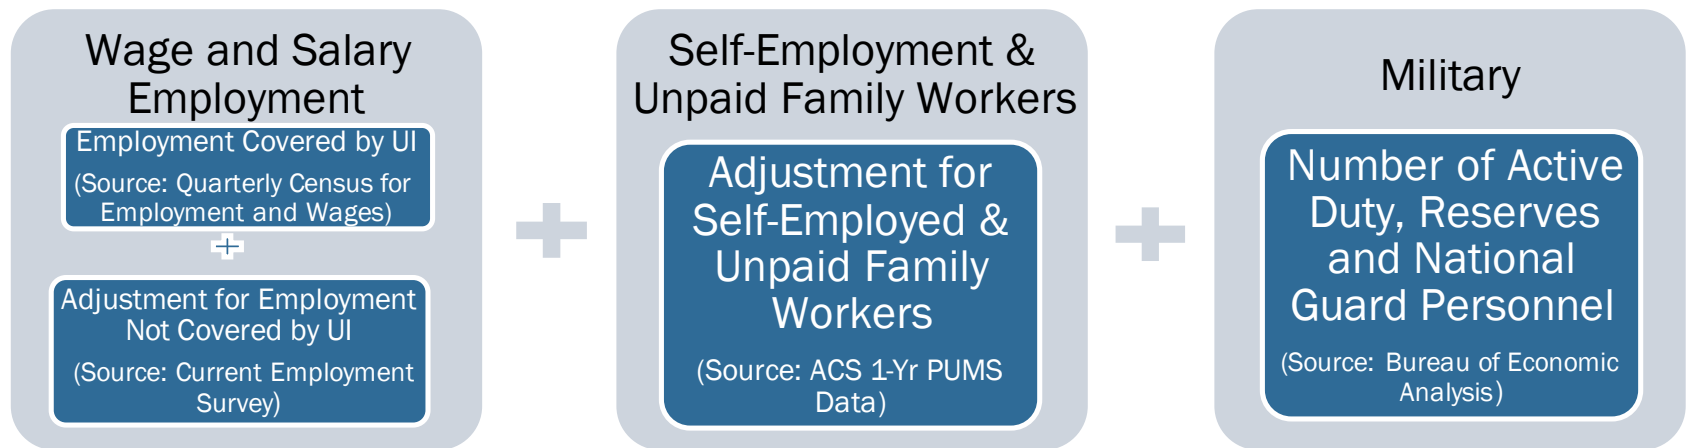 Wage and Salary
Employment
Employment Covered by UI
(Source: Quarterly Census for
Employment and Wages)
+
Adjustment for Employment
Not Covered by UI
(Source: Current Employment
Survey)
+
Self-Employment &
Unpaid Family Workers
Adjustment for
Self-Employed &
Unpaid Family
Workers
(Source: ACS 1-Yr PUMS
Data)
+
Military
Number of Active
Duty, Reserves
and National
Guard Personnel
(Source: Bureau of Economic
Analysis)